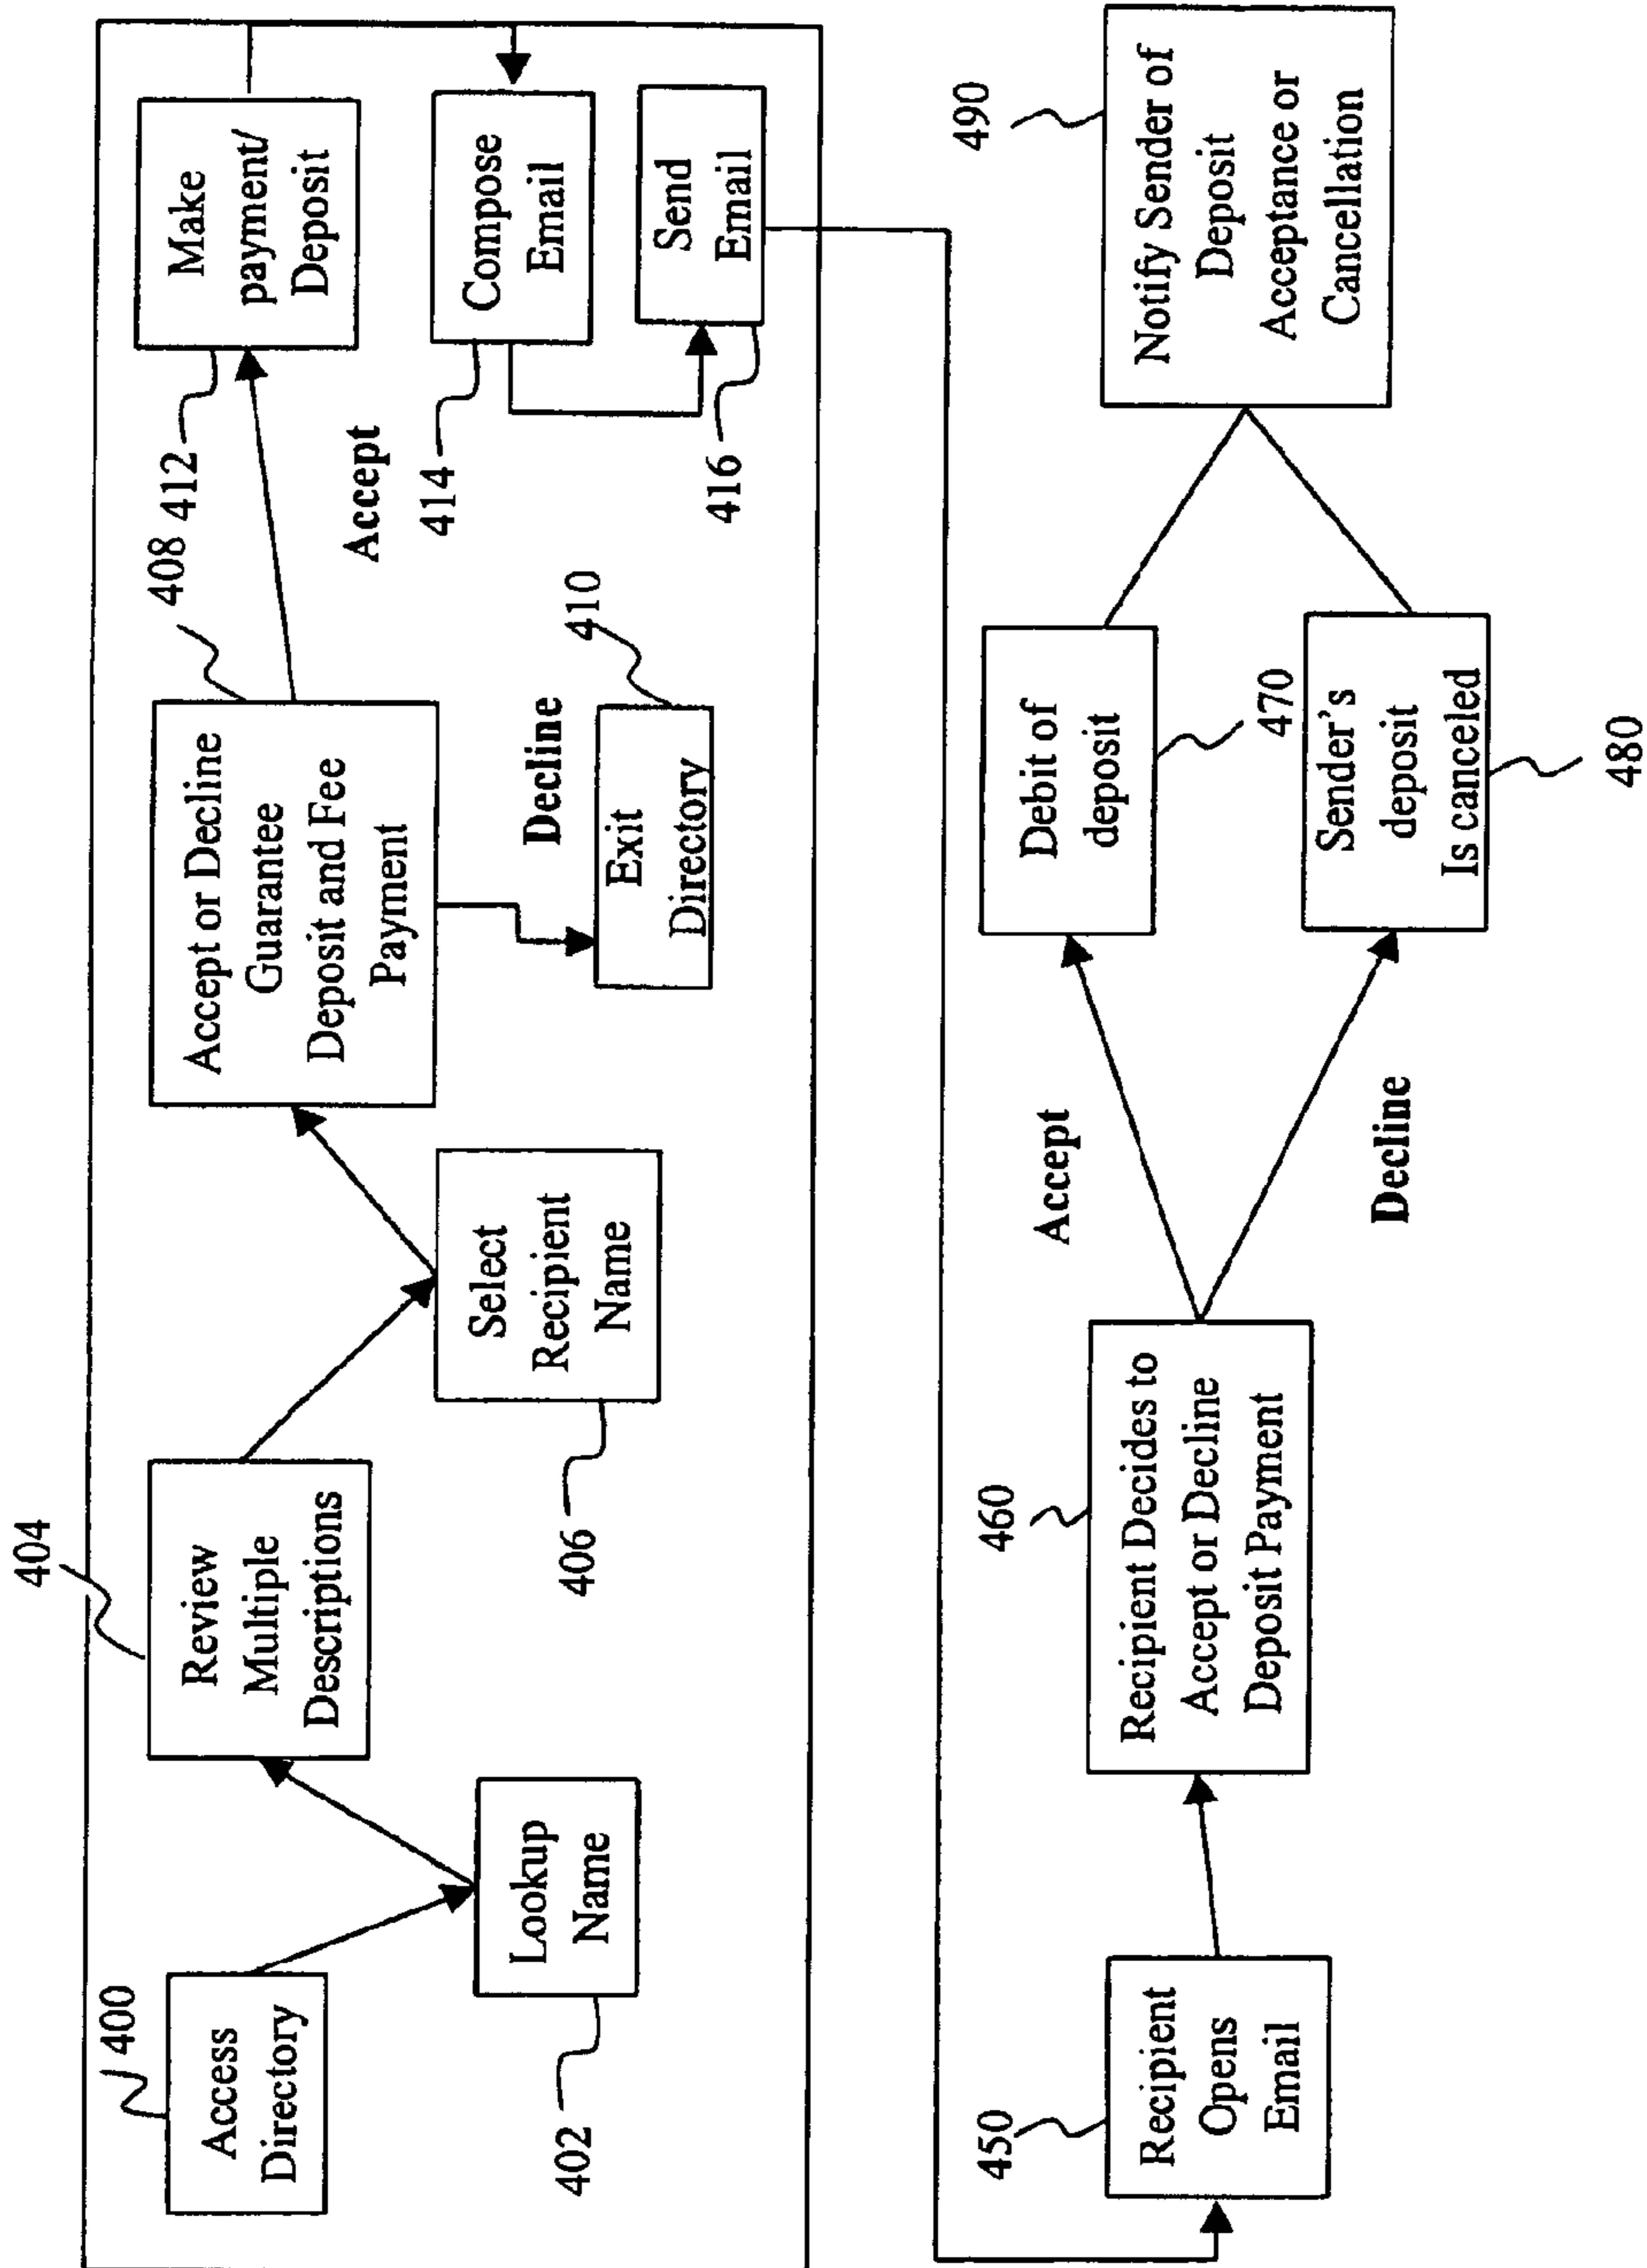 400
Access
Directory
402
Lookup
Name
404
Review
Multiple
Descriptions
406
Select
Recipient
Name
408
Accept or Decline
Guarantee
Deposit and Fee
Payment
Decline
410
Exit
Directory
412
Make
payment/
Deposit
Accept
414
Compose
Email
416
Send
Email
450
Recipient
Opens
Email
460
Recipient Decides to
Accept or Decline
Deposit Payment
Accept
Decline
Debit of
deposit
470
Sender's
deposit
Is canceled
480
490
Notify Sender of
Deposit
Acceptance or
Cancellation